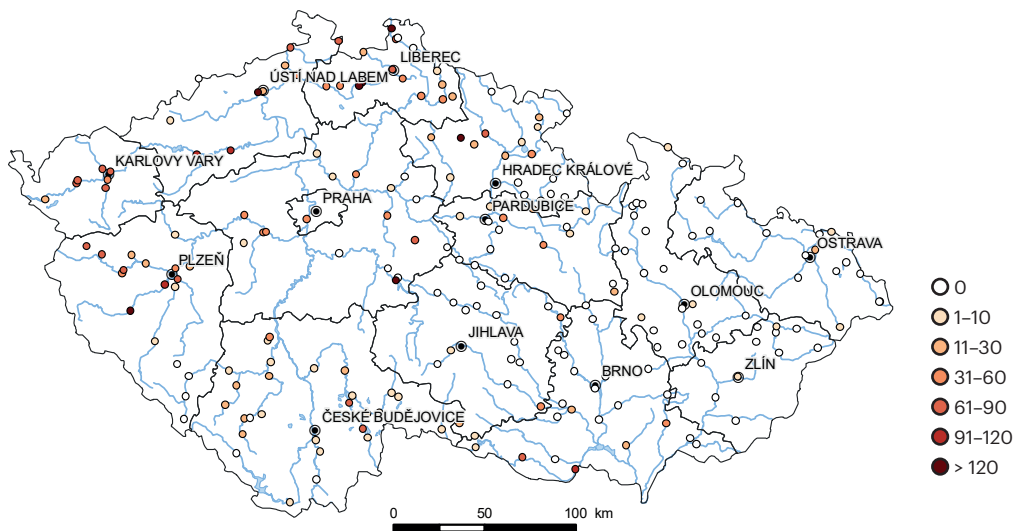 LIBEREC
ÚSTÍ NAD LABEM
KARLOVY VARY
HRADEC KRÁLOVÉ
PRAHA
PARDUBICE
OSTRAVA
PLZEŇ
OLOMOUC
JIHLAVA
ZLÍN
BRNO
ČESKÉ BUDĚJOVICE
0
1–10
11–30
31–60
61–90
91–120
> 120
0 50 100 km